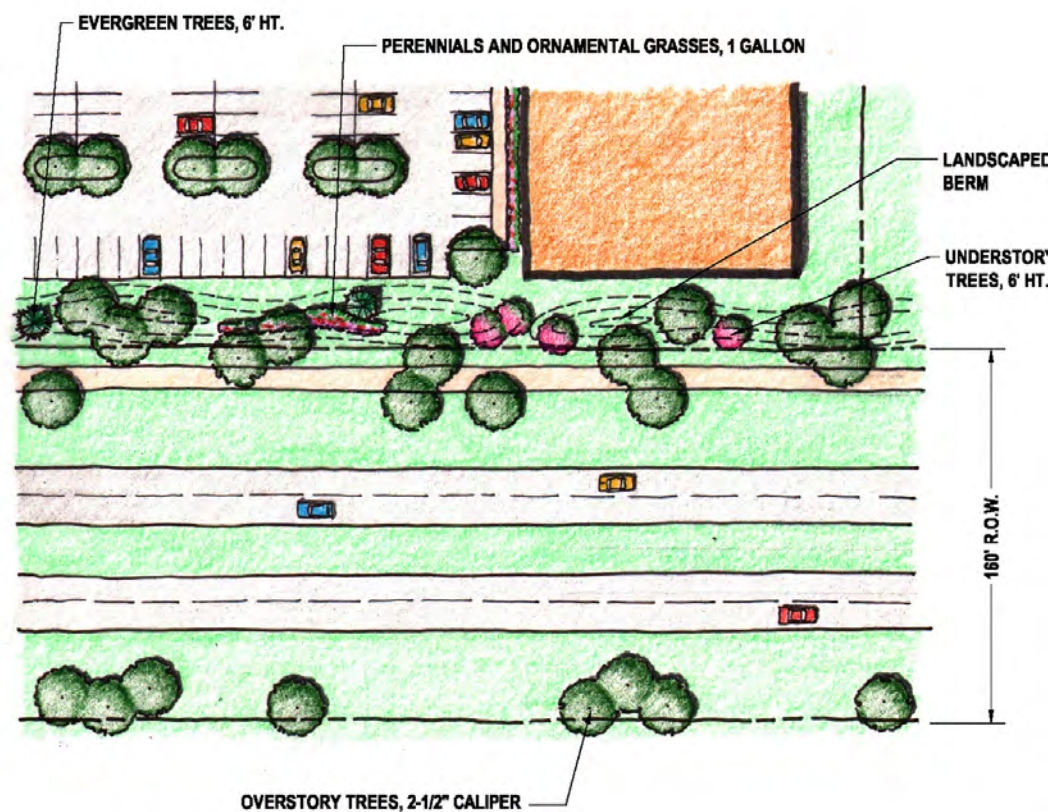 EVERGREEN TREES, 6' HT.
PERENNIALS AND ORNAMENTAL GRASSES, 1 GALLON
LANDSCAPED
BERM
UNDERSTORY
TREES, 6' HT.
160' R.O.W.
OVERSTORY TREES, 2-1/2" CALIPER